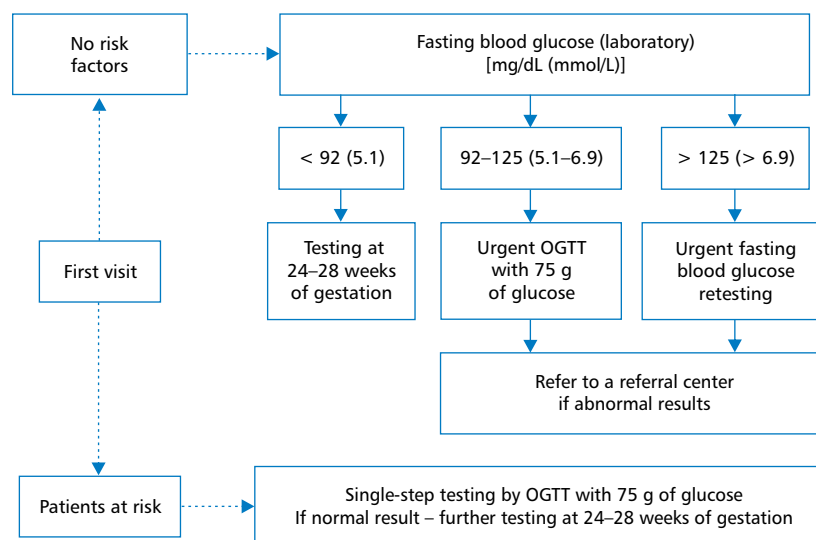 No risk
factors
Fasting blood glucose (laboratory)
[mg/dL (mmol/L)]
< 92 (5.1)
92–125 (5.1–6.9)
> 125 (> 6.9)
Testing at
24–28 weeks
of gestation
Urgent OGTT
with 75 g
of glucose
Urgent fasting
blood glucose
retesting
First visit
Refer to a referral center
if abnormal results
Patients at risk
Single-step testing by OGTT with 75 g of glucose
If normal result – further testing at 24–28 weeks of gestation